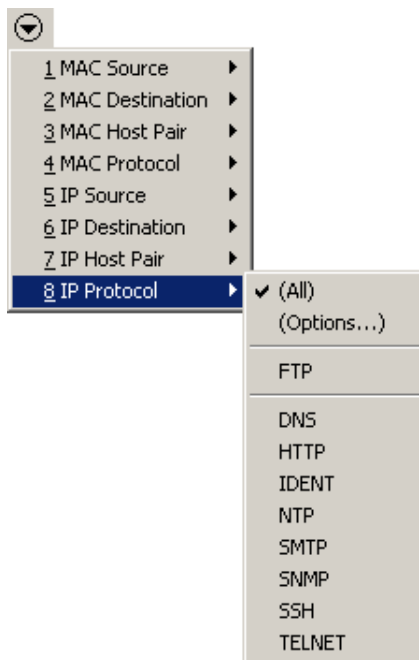 1 MAC Source
2 MAC Destination
3 MAC Host Pair
4 MAC Protocol
5 IP Source
6 IP Destination
7 IP Host Pair
8 IP Protocol
(All)
(Options...)
FTP
DNS
HTTP
IDENT
NTP
SMTP
SNMP
SSH
TELNET